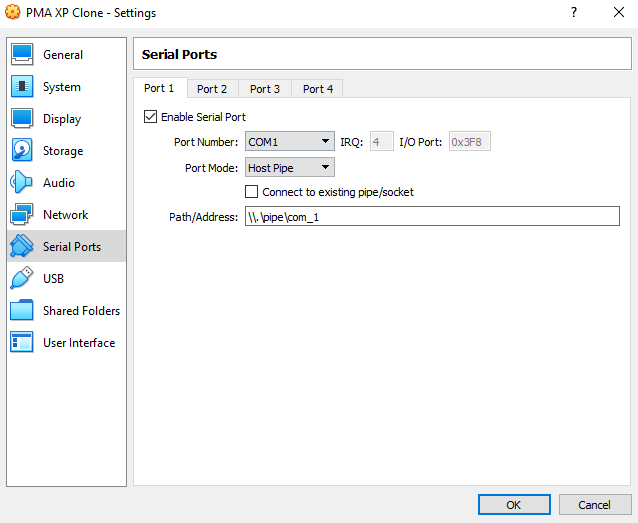 PMA XP Clone - Settings
?
General
System
Display
Storage
Audio
Network
Serial Ports
USB
Shared Folders
User Interface
Serial Ports
Port 1 Port 2 Port 3 Port 4
Enable Serial Port
Port Number: COM1 IRQ: 4 I/O Port: 0x3F8
Port Mode: Host Pipe
Connect to existing pipe/socket
Path/Address: \\.\pipe\com_1
OK Cancel